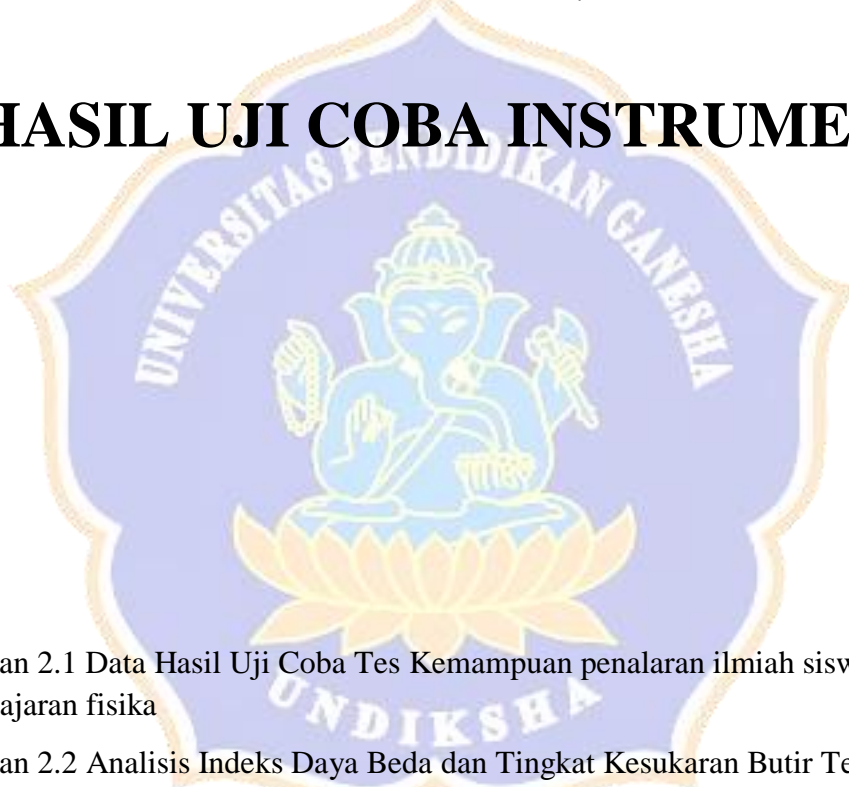 HASIL UJI COBA INSTRUME
UNIVERSITAS PENDIDIKAN GANESHA
an 2.1 Data Hasil Uji Coba Tes Kemampuan penalaran ilmiah sisw
ajaran fisika
UNDIKSHA
an 2.2 Analisis Indeks Daya Beda dan Tingkat Kesukaran Butir Te